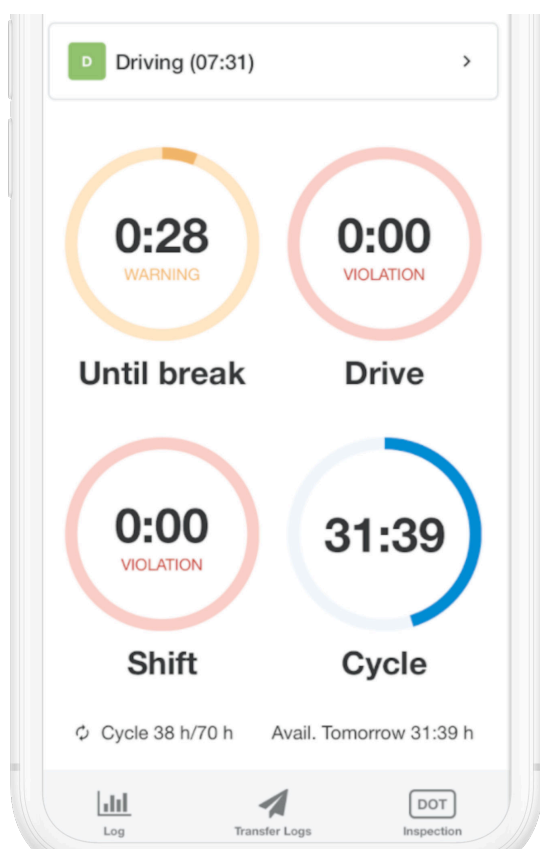 D Driving (07:31) >
0:28
WARNING
Until break
0:00
VIOLATION
Drive
0:00
VIOLATION
Shift
31:39
Cycle
Cycle 38 h/70 h
Avail. Tomorrow 31:39 h
Log
Transfer Logs
DOT
Inspection